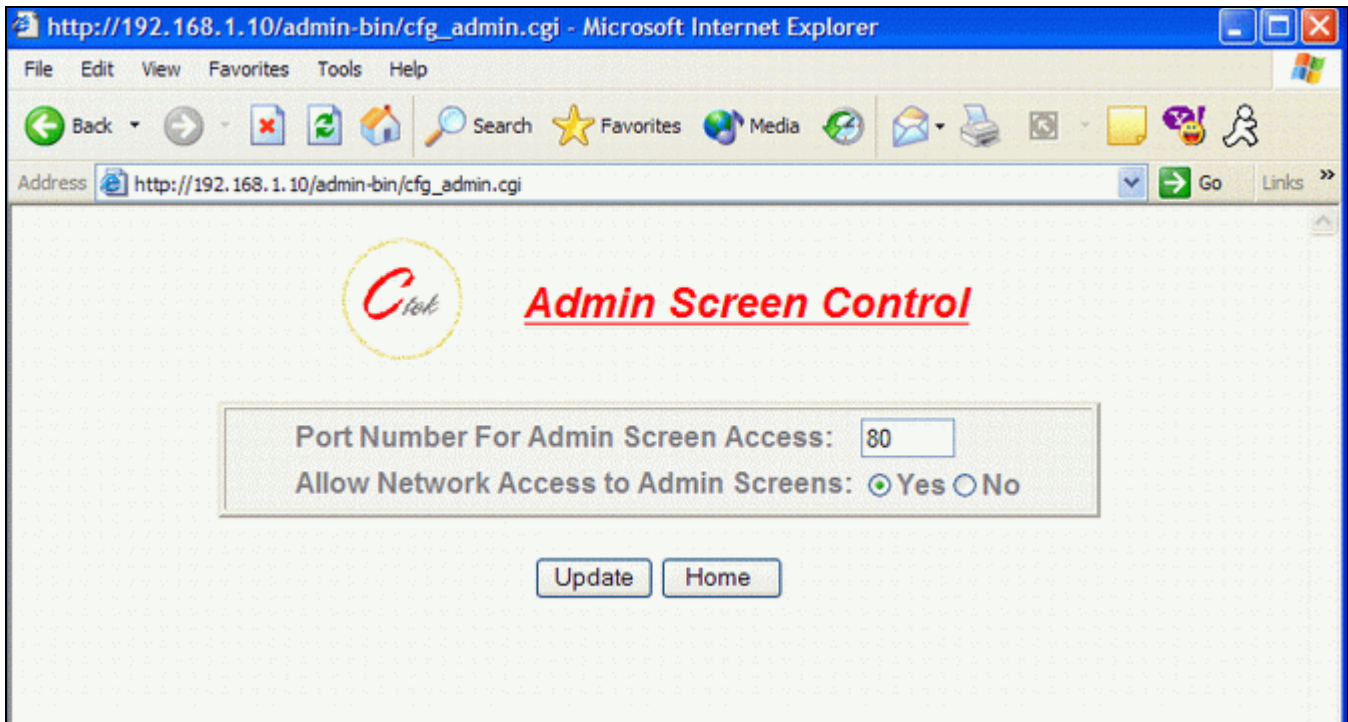 http://192.168.1.10/admin-bin/cfg_admin.cgi - Microsoft Internet Explorer
File Edit View Favorites Tools Help
Back Search Favorites Media
Address http://192.168.1.10/admin-bin/cfg_admin.cgi Go Links »
Ctek Admin Screen Control
Port Number For Admin Screen Access: 80
Allow Network Access to Admin Screens: Yes No
Update Home